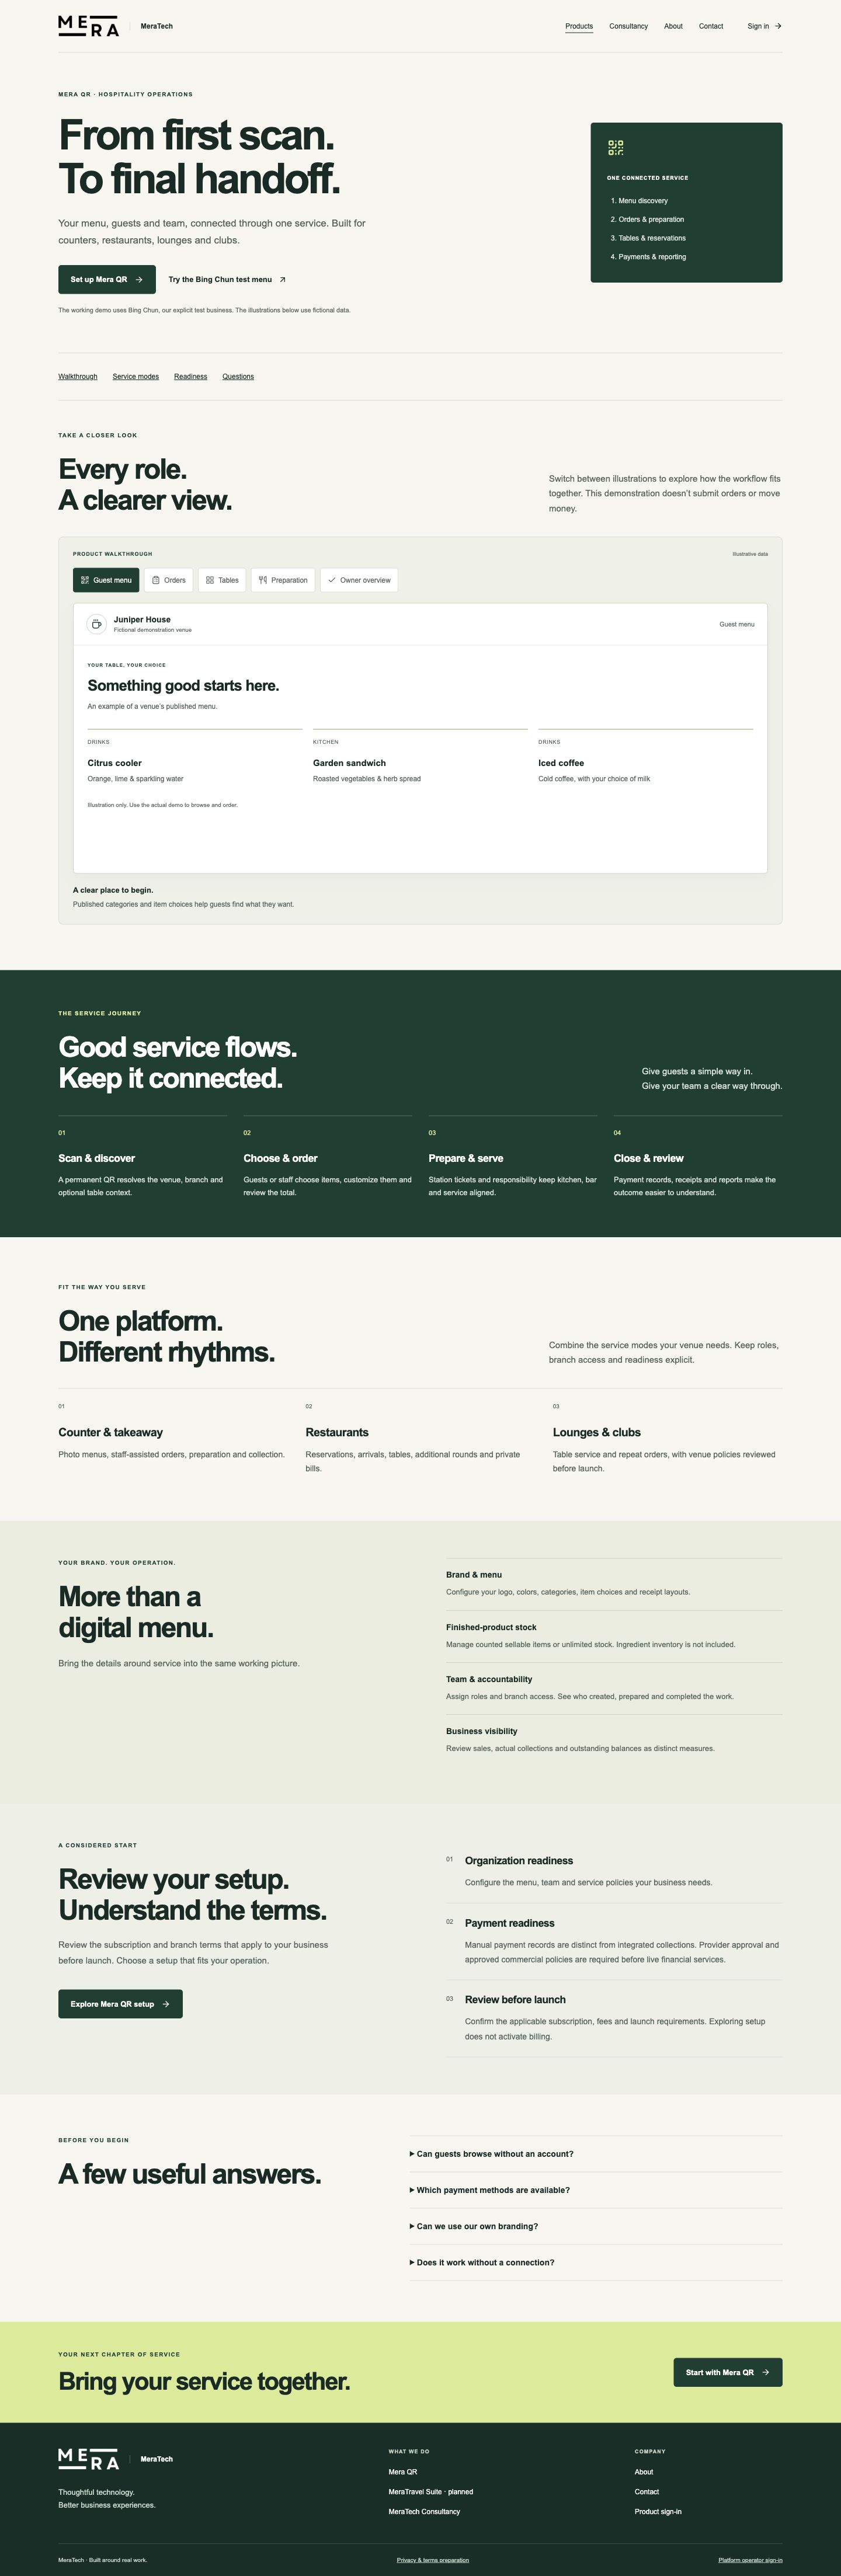 MERA
MeraTech
Products
Consultancy
About
Contact
Sign in
MERA QR · HOSPITALITY OPERATIONS
From first scan.
To final handoff.
Your menu, guests and team, connected through one service. Built for
counters, restaurants, lounges and clubs.
Set up Mera QR
Try the Bing Chun test menu
The working demo uses Bing Chun, our explicit test business. The illustrations below use fictional data.
ONE CONNECTED SERVICE
1. Menu discovery
2. Orders & preparation
3. Tables & reservations
4. Payments & reporting
Walkthrough
Service modes
Readiness
Questions
TAKE A CLOSER LOOK
Every role.
A clearer view.
Switch between illustrations to explore how the workflow fits
together. This demonstration doesn't submit orders or move
money.
PRODUCT WALKTHROUGH
Illustrative data
Guest menu
Orders
Tables
Preparation
Owner overview
Juniper House
Fictional demonstration venue
Guest menu
YOUR TABLE, YOUR CHOICE
Something good starts here.
An example of a venue's published menu.
DRINKS
Citrus cooler
Orange, lime & sparkling water
KITCHEN
Garden sandwich
Roasted vegetables & herb spread
DRINKS
Iced coffee
Cold coffee, with your choice of milk
Illustration only. Use the actual demo to browse and order.
A clear place to begin.
Published categories and item choices help guests find what they want.
THE SERVICE JOURNEY
Good service flows.
Keep it connected.
Give guests a simple way in.
Give your team a clear way through.
01
Scan & discover
A permanent QR resolves the venue, branch and
optional table context.
02
Choose & order
Guests or staff choose items, customize them and
review the total.
03
Prepare & serve
Station tickets and responsibility keep kitchen, bar
and service aligned.
04
Close & review
Payment records, receipts and reports make the
outcome easier to understand.
FIT THE WAY YOU SERVE
One platform.
Different rhythms.
Combine the service modes your venue needs. Keep roles,
branch access and readiness explicit.
01
Counter & takeaway
Photo menus, staff-assisted orders, preparation and collection.
02
Restaurants
Reservations, arrivals, tables, additional rounds and private
bills.
03
Lounges & clubs
Table service and repeat orders, with venue policies reviewed
before launch.
YOUR BRAND. YOUR OPERATION.
More than a
digital menu.
Bring the details around service into the same working picture.
Brand & menu
Configure your logo, colors, categories, item choices and receipt layouts.
Finished-product stock
Manage counted sellable items or unlimited stock. Ingredient inventory is not included.
Team & accountability
Assign roles and branch access. See who created, prepared and completed the work.
Business visibility
Review sales, actual collections and outstanding balances as distinct measures.
A CONSIDERED START
Review your setup.
Understand the terms.
Review the subscription and branch terms that apply to your business
before launch. Choose a setup that fits your operation.
Explore Mera QR setup
01
Organization readiness
Configure the menu, team and service policies your business needs.
02
Payment readiness
Manual payment records are distinct from integrated collections. Provider approval and
approved commercial policies are required before live financial services.
03
Review before launch
Confirm the applicable subscription, fees and launch requirements. Exploring setup
does not activate billing.
BEFORE YOU BEGIN
A few useful answers.
Can guests browse without an account?
Which payment methods are available?
Can we use our own branding?
Does it work without a connection?
YOUR NEXT CHAPTER OF SERVICE
Bring your service together.
Start with Mera QR
MERA
MeraTech
Thoughtful technology.
Better business experiences.
WHAT WE DO
Mera QR
MeraTravel Suite · planned
MeraTech Consultancy
COMPANY
About
Contact
Product sign-in
MeraTech · Built around real work.
Privacy & terms preparation
Platform operator sign-in